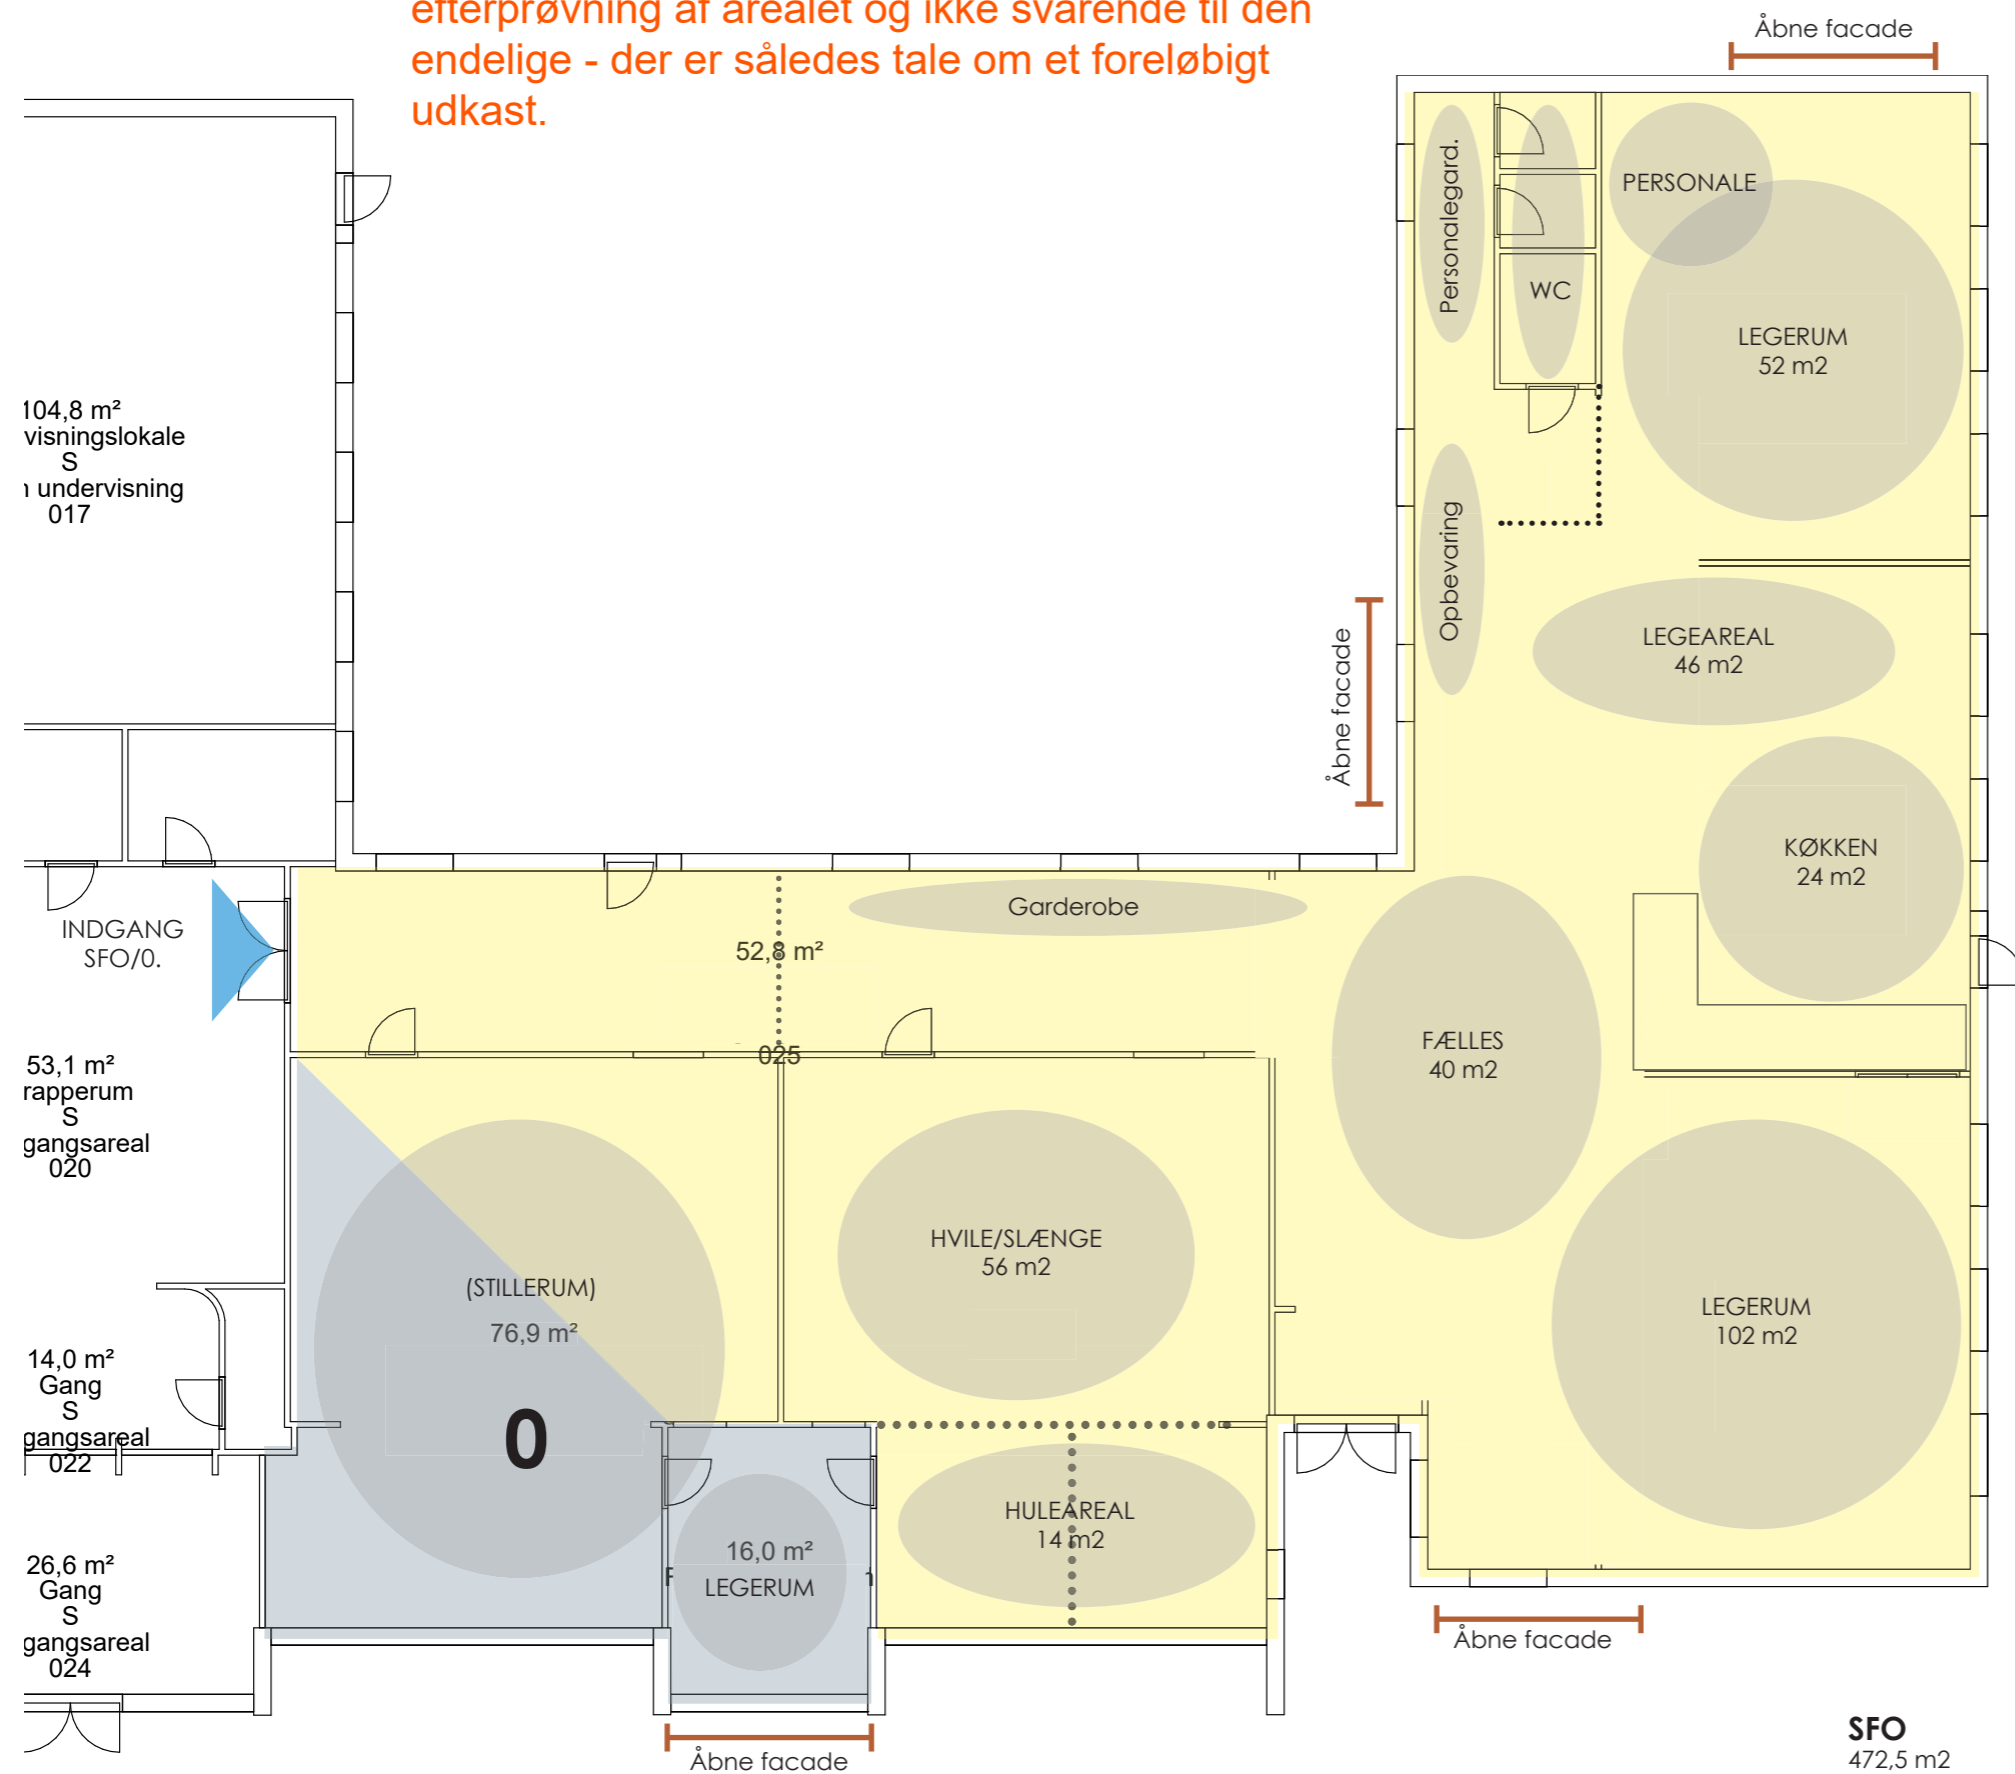 efterprøvning af arealet og ikke svarende til den
endelige - der er således tale om et foreløbigt
udkast.
Åbne facade
Personalegard.
WC
PERSONALE
LEGERUM
52 m2
104,8 m²
visningslokale
S
undervisning
017
Opbevaring
Åbne facade
LEGEAREAL
46 m2
KØKKEN
24 m2
INDGANG
SFO/0.
Garderobe
52,8 m²
025
FÆLLES
40 m2
53,1 m²
rapperum
S
gangsareal
020
HVILE/SLÆNGE
56 m2
(STILLERUM)
76,9 m²
0
LEGERUM
102 m2
14,0 m²
Gang
S
gangsareal
022
HULEAREAL
14 m2
16,0 m²
LEGERUM
26,6 m²
Gang
S
gangsareal
024
Åbne facade
Åbne facade
SFO
472,5 m2